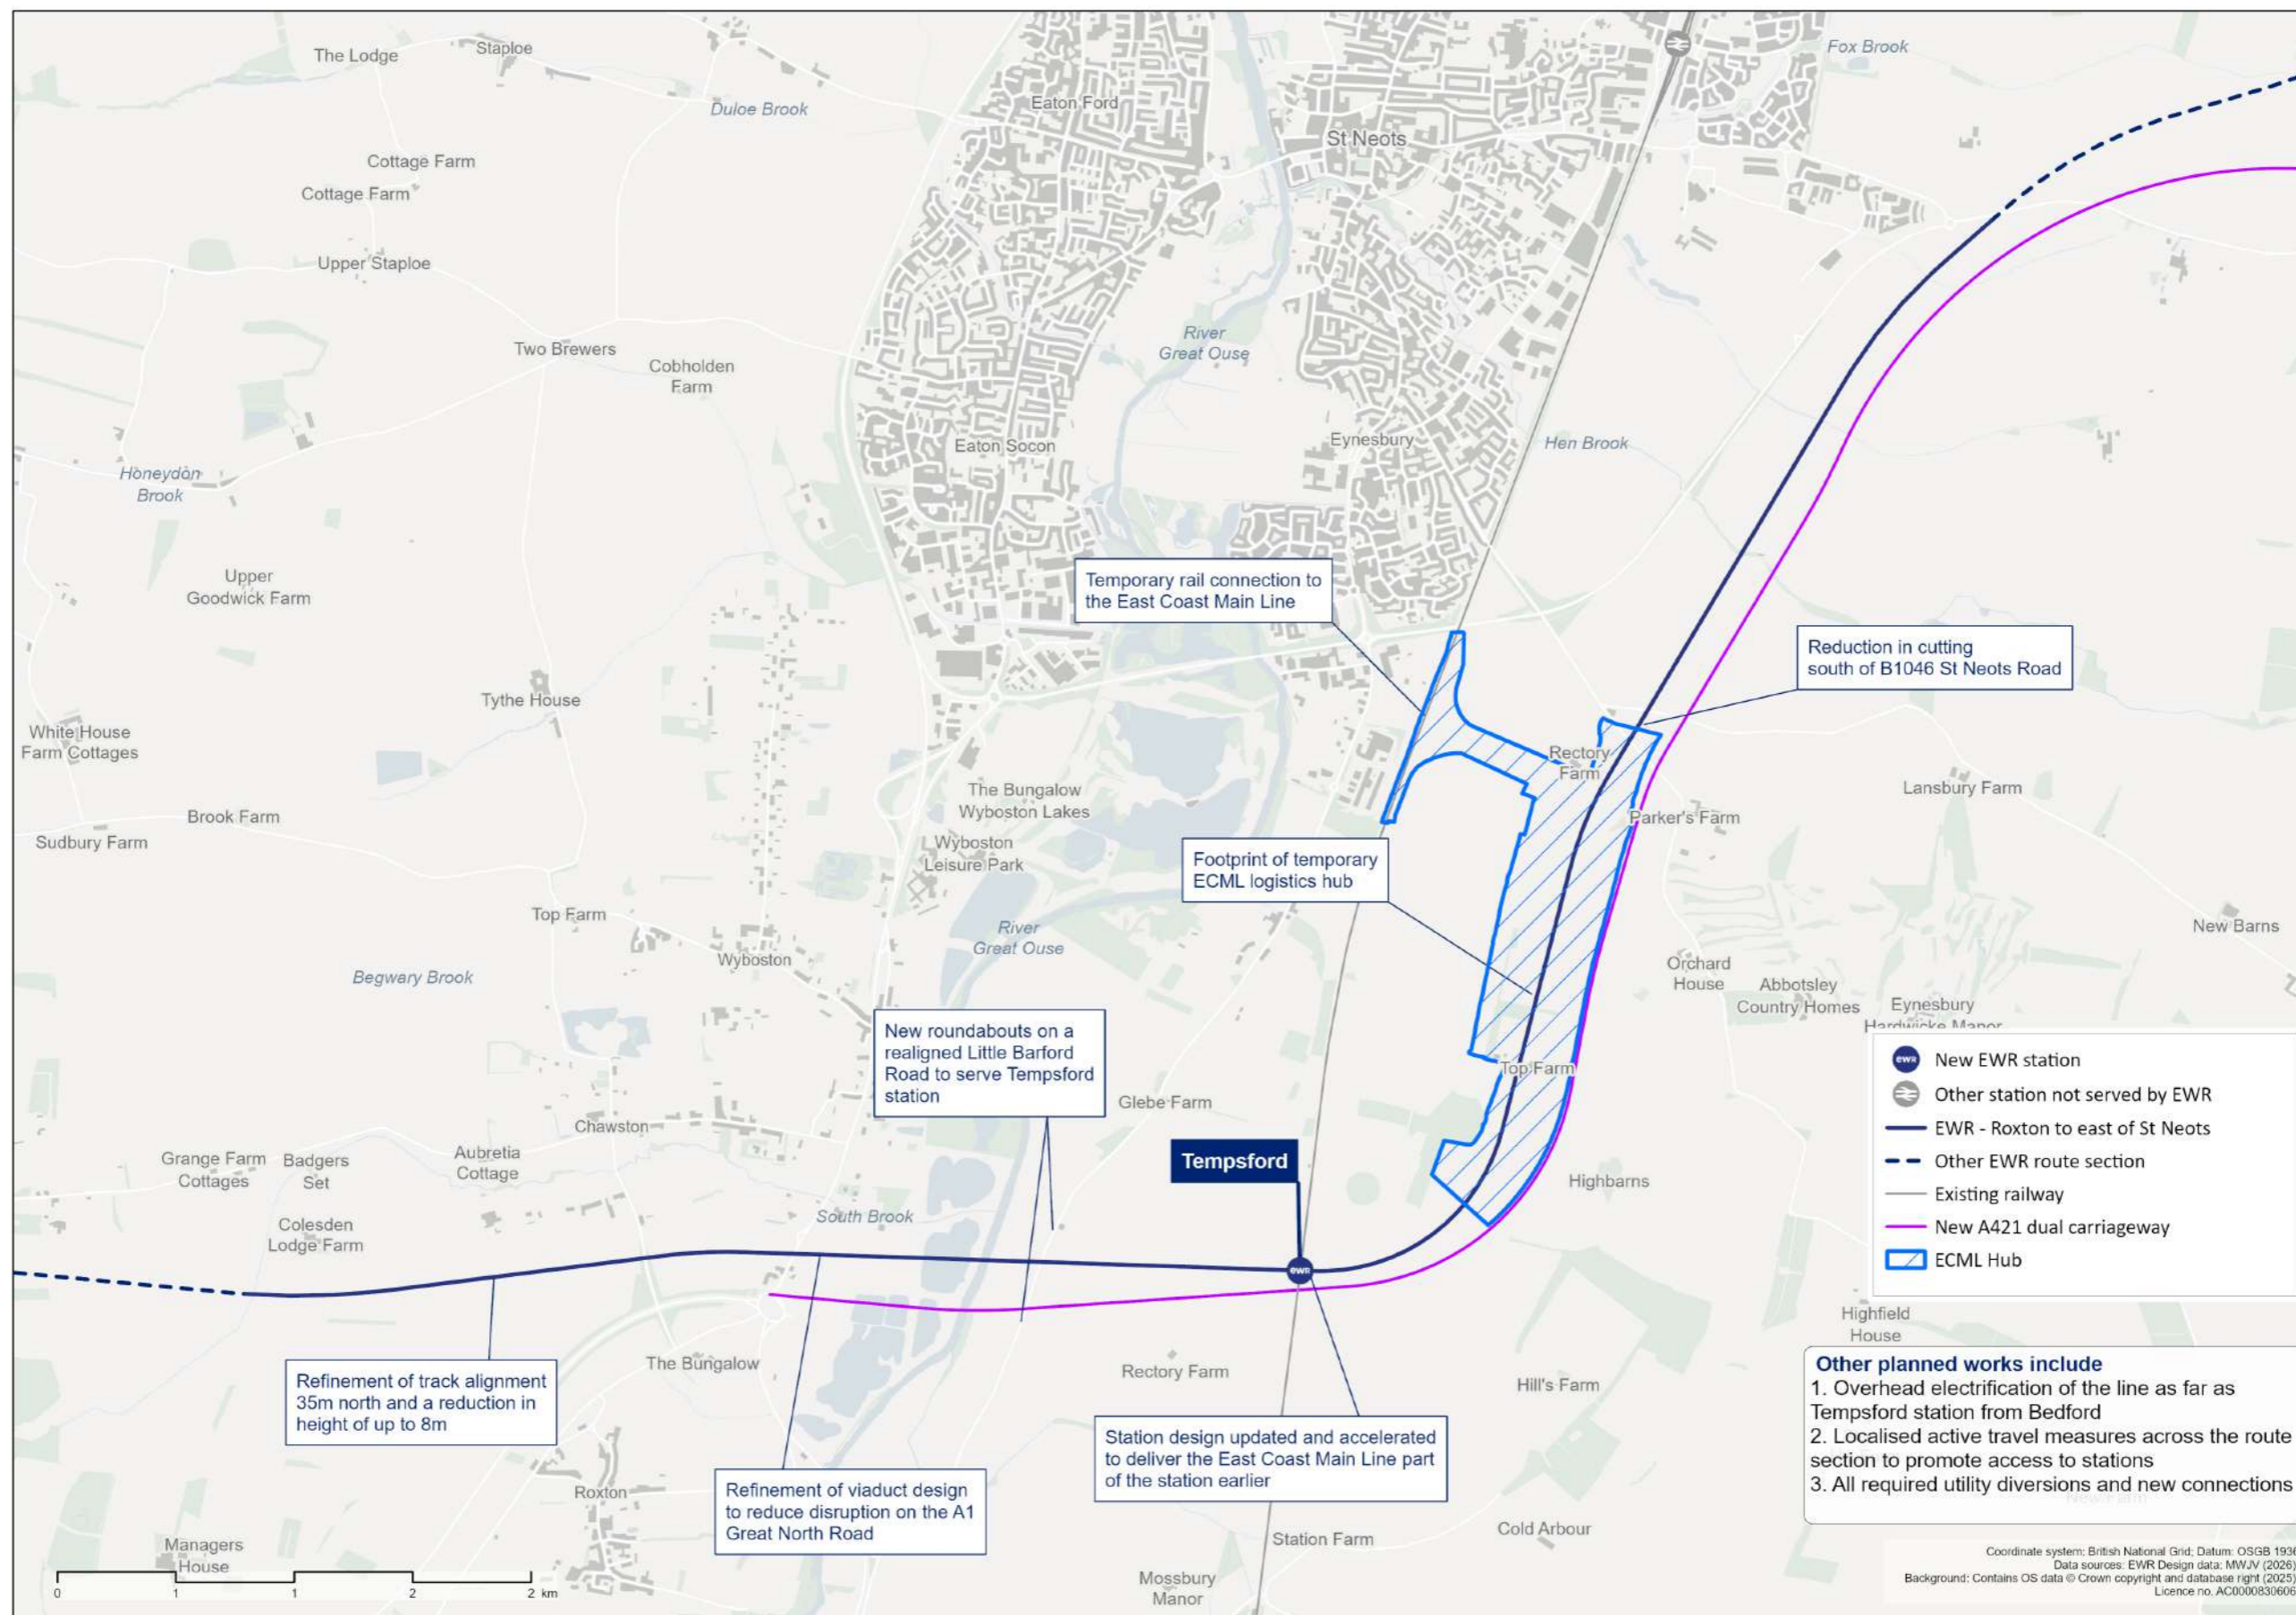 The Lodge
Staploe
Duloe Brook
Eaton Ford
St Neots
Fox Brook
Cottage Farm
Cottage Farm
Upper Staploe
Two Brewers
Cobholden
Farm
River
Great Ouse
Eaton Socon
Eynesbury
Hen Brook
Honeydon
Brook
Upper
Goodwick Farm
Temporary rail connection to
the East Coast Main Line
Reduction in cutting
south of B1046 St Neots Road
Tythe House
White House
Farm Cottages
Rectory
Farm
The Bungalow
Wyboston Lakes
Lansbury Farm
Brook Farm
Sudbury Farm
Parker's Farm
Wyboston
Leisure Park
Footprint of temporary
ECML logistics hub
Top Farm
New Barns
River
Great Ouse
Wyboston
Begwary Brook
Orchard
House
Abbotsley
Country Homes
Eynesbury
Hardwicke Manor
New roundabouts on a
realigned Little Barford
Road to serve Tempsford
station
Top Farm
Glebe Farm
Chawston
Grange Farm
Cottages
Badgers
Set
Aubretia
Cottage
Tempsford
Highbarns
South Brook
Colesden
Lodge Farm
ewr
ewr
New EWR station
Other station not served by EWR
EWR - Roxton to east of St Neots
Other EWR route section
Existing railway
New A421 dual carriageway
ECML Hub
Highfield
House
The Bungalow
Rectory Farm
Hill's Farm
Refinement of track alignment
35m north and a reduction in
height of up to 8m
Refinement of viaduct design
to reduce disruption on the A1
Great North Road
Station design updated and accelerated
to deliver the East Coast Main Line part
of the station earlier
Other planned works include
1. Overhead electrification of the line as far as
Tempsford station from Bedford
2. Localised active travel measures across the route
section to promote access to stations
3. All required utility diversions and new connections
New Farm
Roxton
Managers
House
Station Farm
Cold Arbour
Mossbury
Manor
0 1 1 2 2 km
Coordinate system: British National Grid; Datum: OSGB 1936
Data sources: EWR Design data: MWJV (2026)
Background: Contains OS data © Crown copyright and database right (2025)
Licence no. AC0000830606